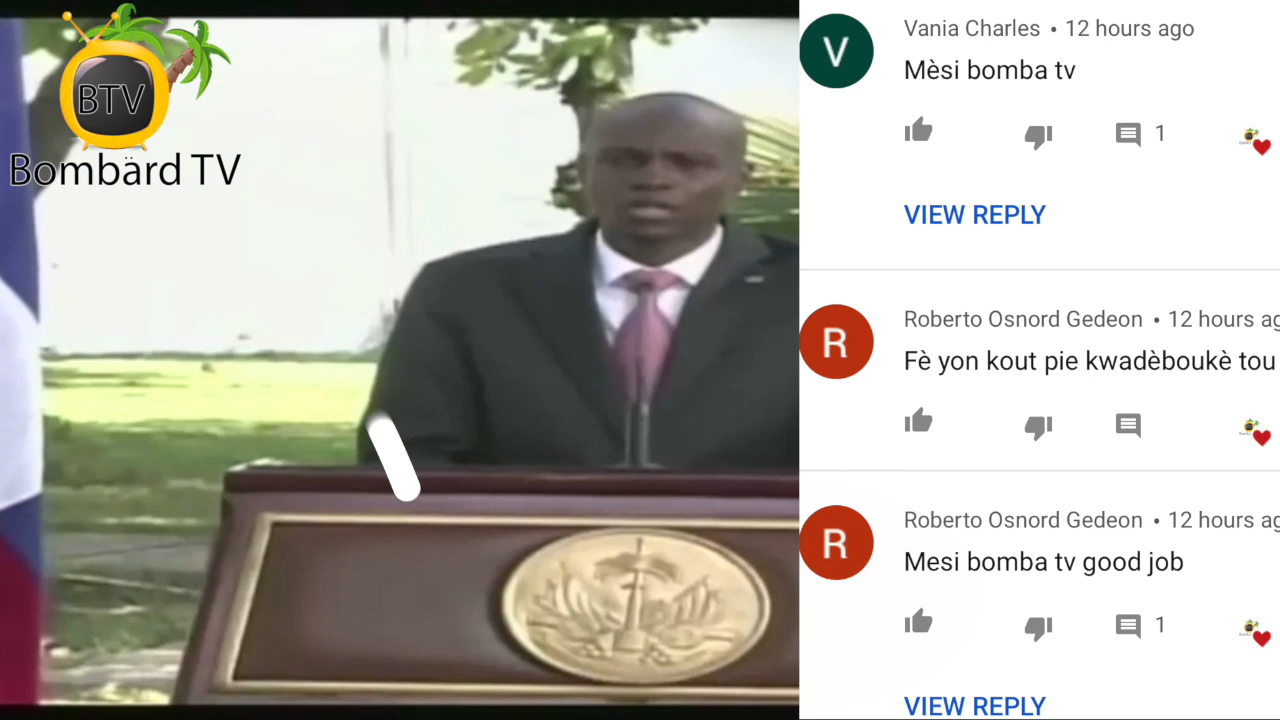 BTV
Bombärd TV
Vania Charles • 12 hours ago
Mèsi bomba tv
1
VIEW REPLY
Roberto Osnord Gedeon • 12 hours ag
Fè yon kout pie kwadèboukè tou
Roberto Osnord Gedeon • 12 hours ag
Mesi bomba tv good job
1
VIEW REPLY
V
R
R